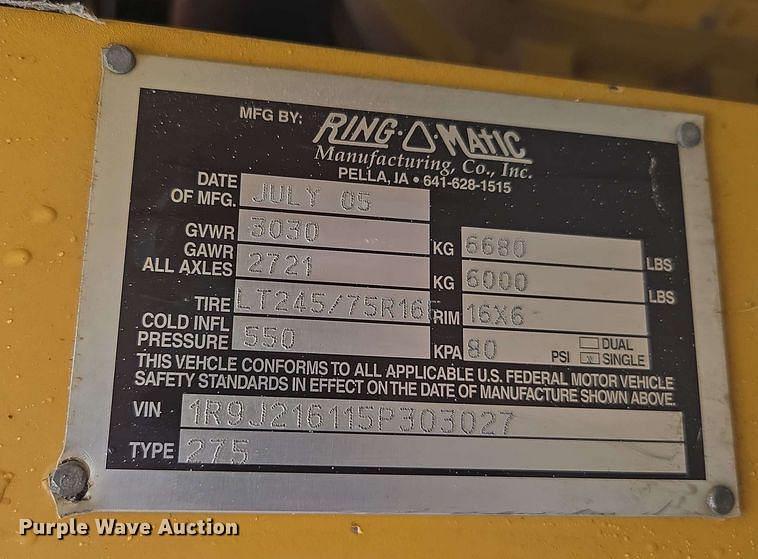 MFG BY: RING-O-MATIC
Manufacturing, Co., Inc.
PELLA, IA • 641-628-1515
DATE OF MFG. JULY 05
GVWR 3030 KG 6680 LBS
GAWR ALL AXLES 2721 KG 6000 LBS
TIRE LT245/75R16E RIM 16X6
COLD INFL PRESSURE 550 KPA 80 PSI DUAL
x SINGLE
THIS VEHCLE CONFORMS TO ALL APPLICABLE U.S. FEDERAL MOTOR VEHICLE
SAFETY STANDARDS IN EFFECT ON THE DATE OF MANUFACTURE SHOWN ABOVE.
VIN 1R9J216115P303027
TYPE 275
Purple Wave Auction